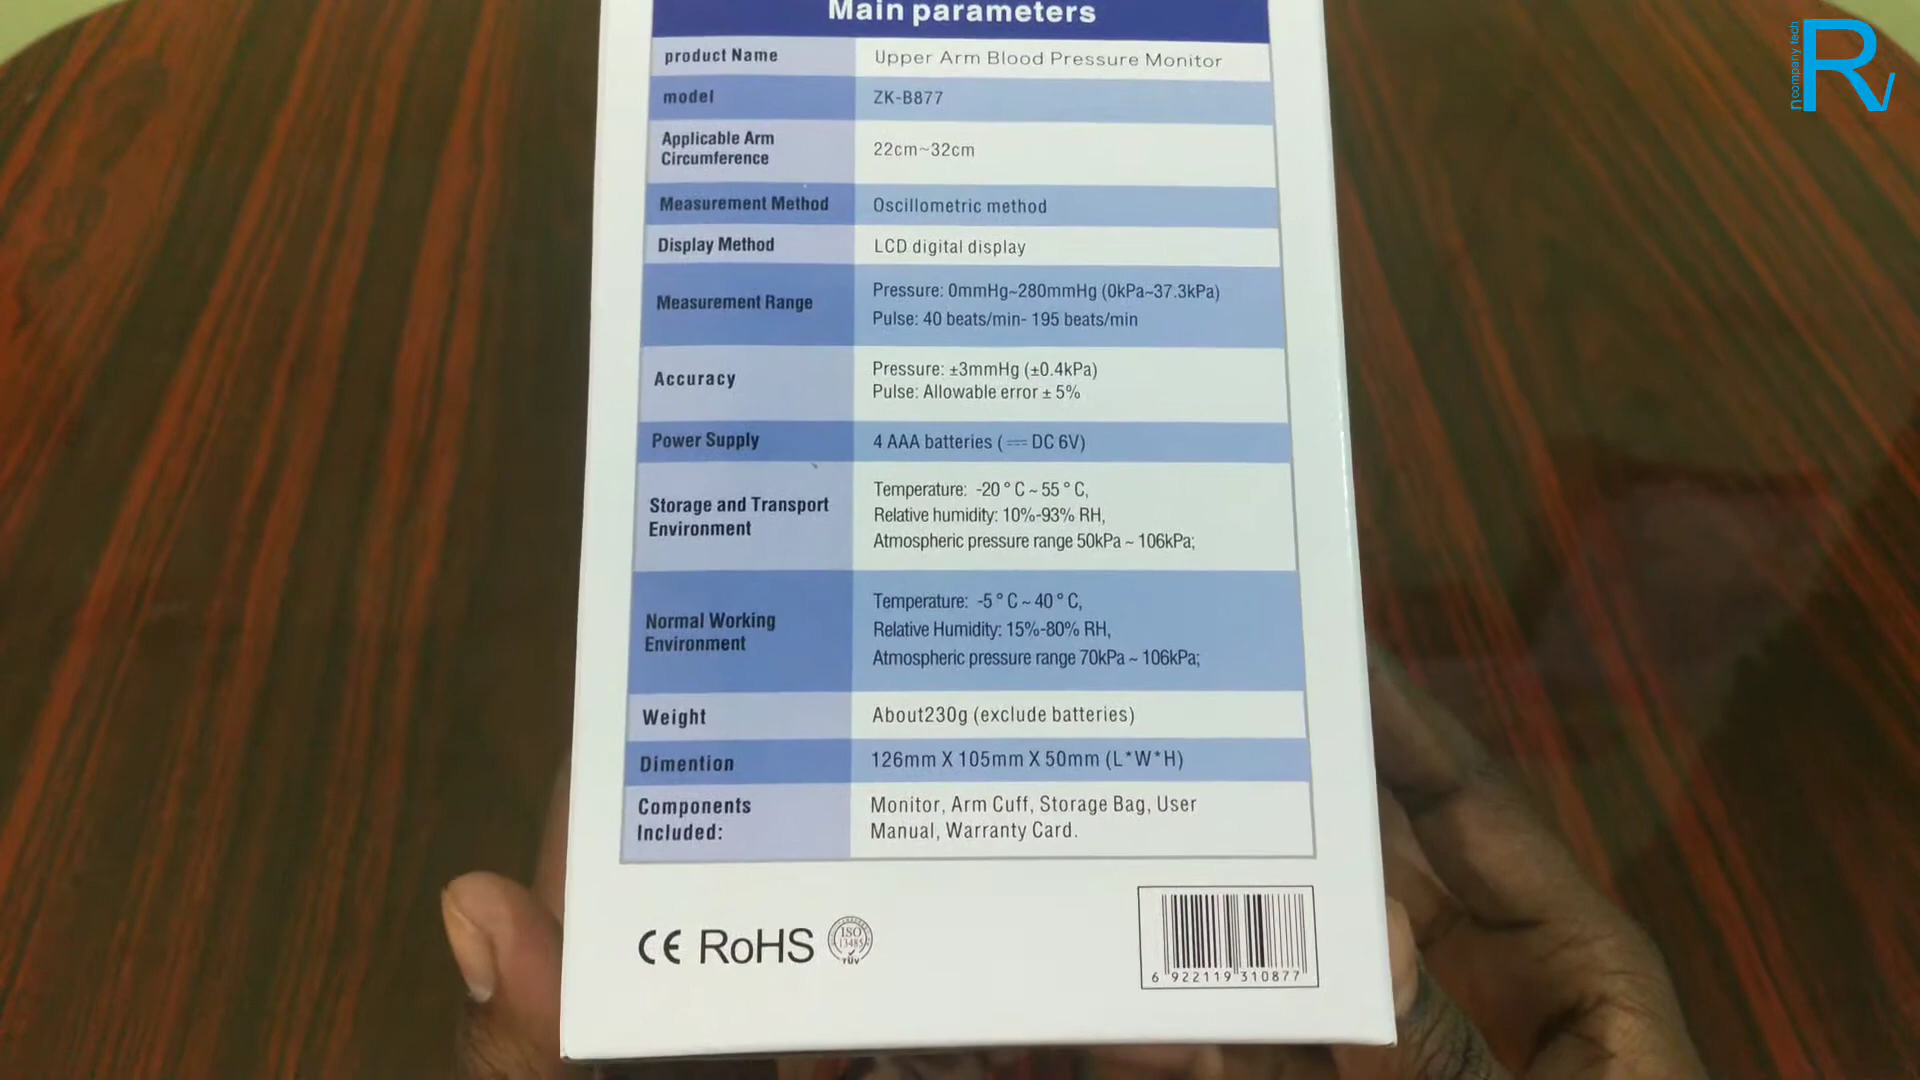 Main parameters
product Name Upper Arm Blood Pressure Monitor
model ZK-B877
Applicable Arm
Circumference
22cm~32cm
Measurement Method Oscillometric method
Display Method LCD digital display
Measurement Range
Pressure: 0mmHg~280mmHg (0kPa~37.3kPa)
Pulse: 40 beats/min- 195 beats/min
Accuracy
Pressure: ±3mmHg (±0.4kPa)
Pulse: Allowable error ± 5%
Power Supply 4 AAA batteries (⎓ DC 6V)
Storage and Transport
Environment
Temperature: -20 ° C ~ 55 ° C,
Relative humidity: 10%-93% RH,
Atmospheric pressure range 50kPa ~ 106kPa;
Normal Working
Environment
Temperature: -5 ° C ~ 40 ° C,
Relative Humidity: 15%-80% RH,
Atmospheric pressure range 70kPa ~ 106kPa;
Weight About230g (exclude batteries)
Dimention 126mm X 105mm X 50mm (L*W*H)
Components
Included:
Monitor, Arm Cuff, Storage Bag, User
Manual, Warranty Card.
CE RoHS
ISO
13485
TUV
6 922119 310877
n company tech
R